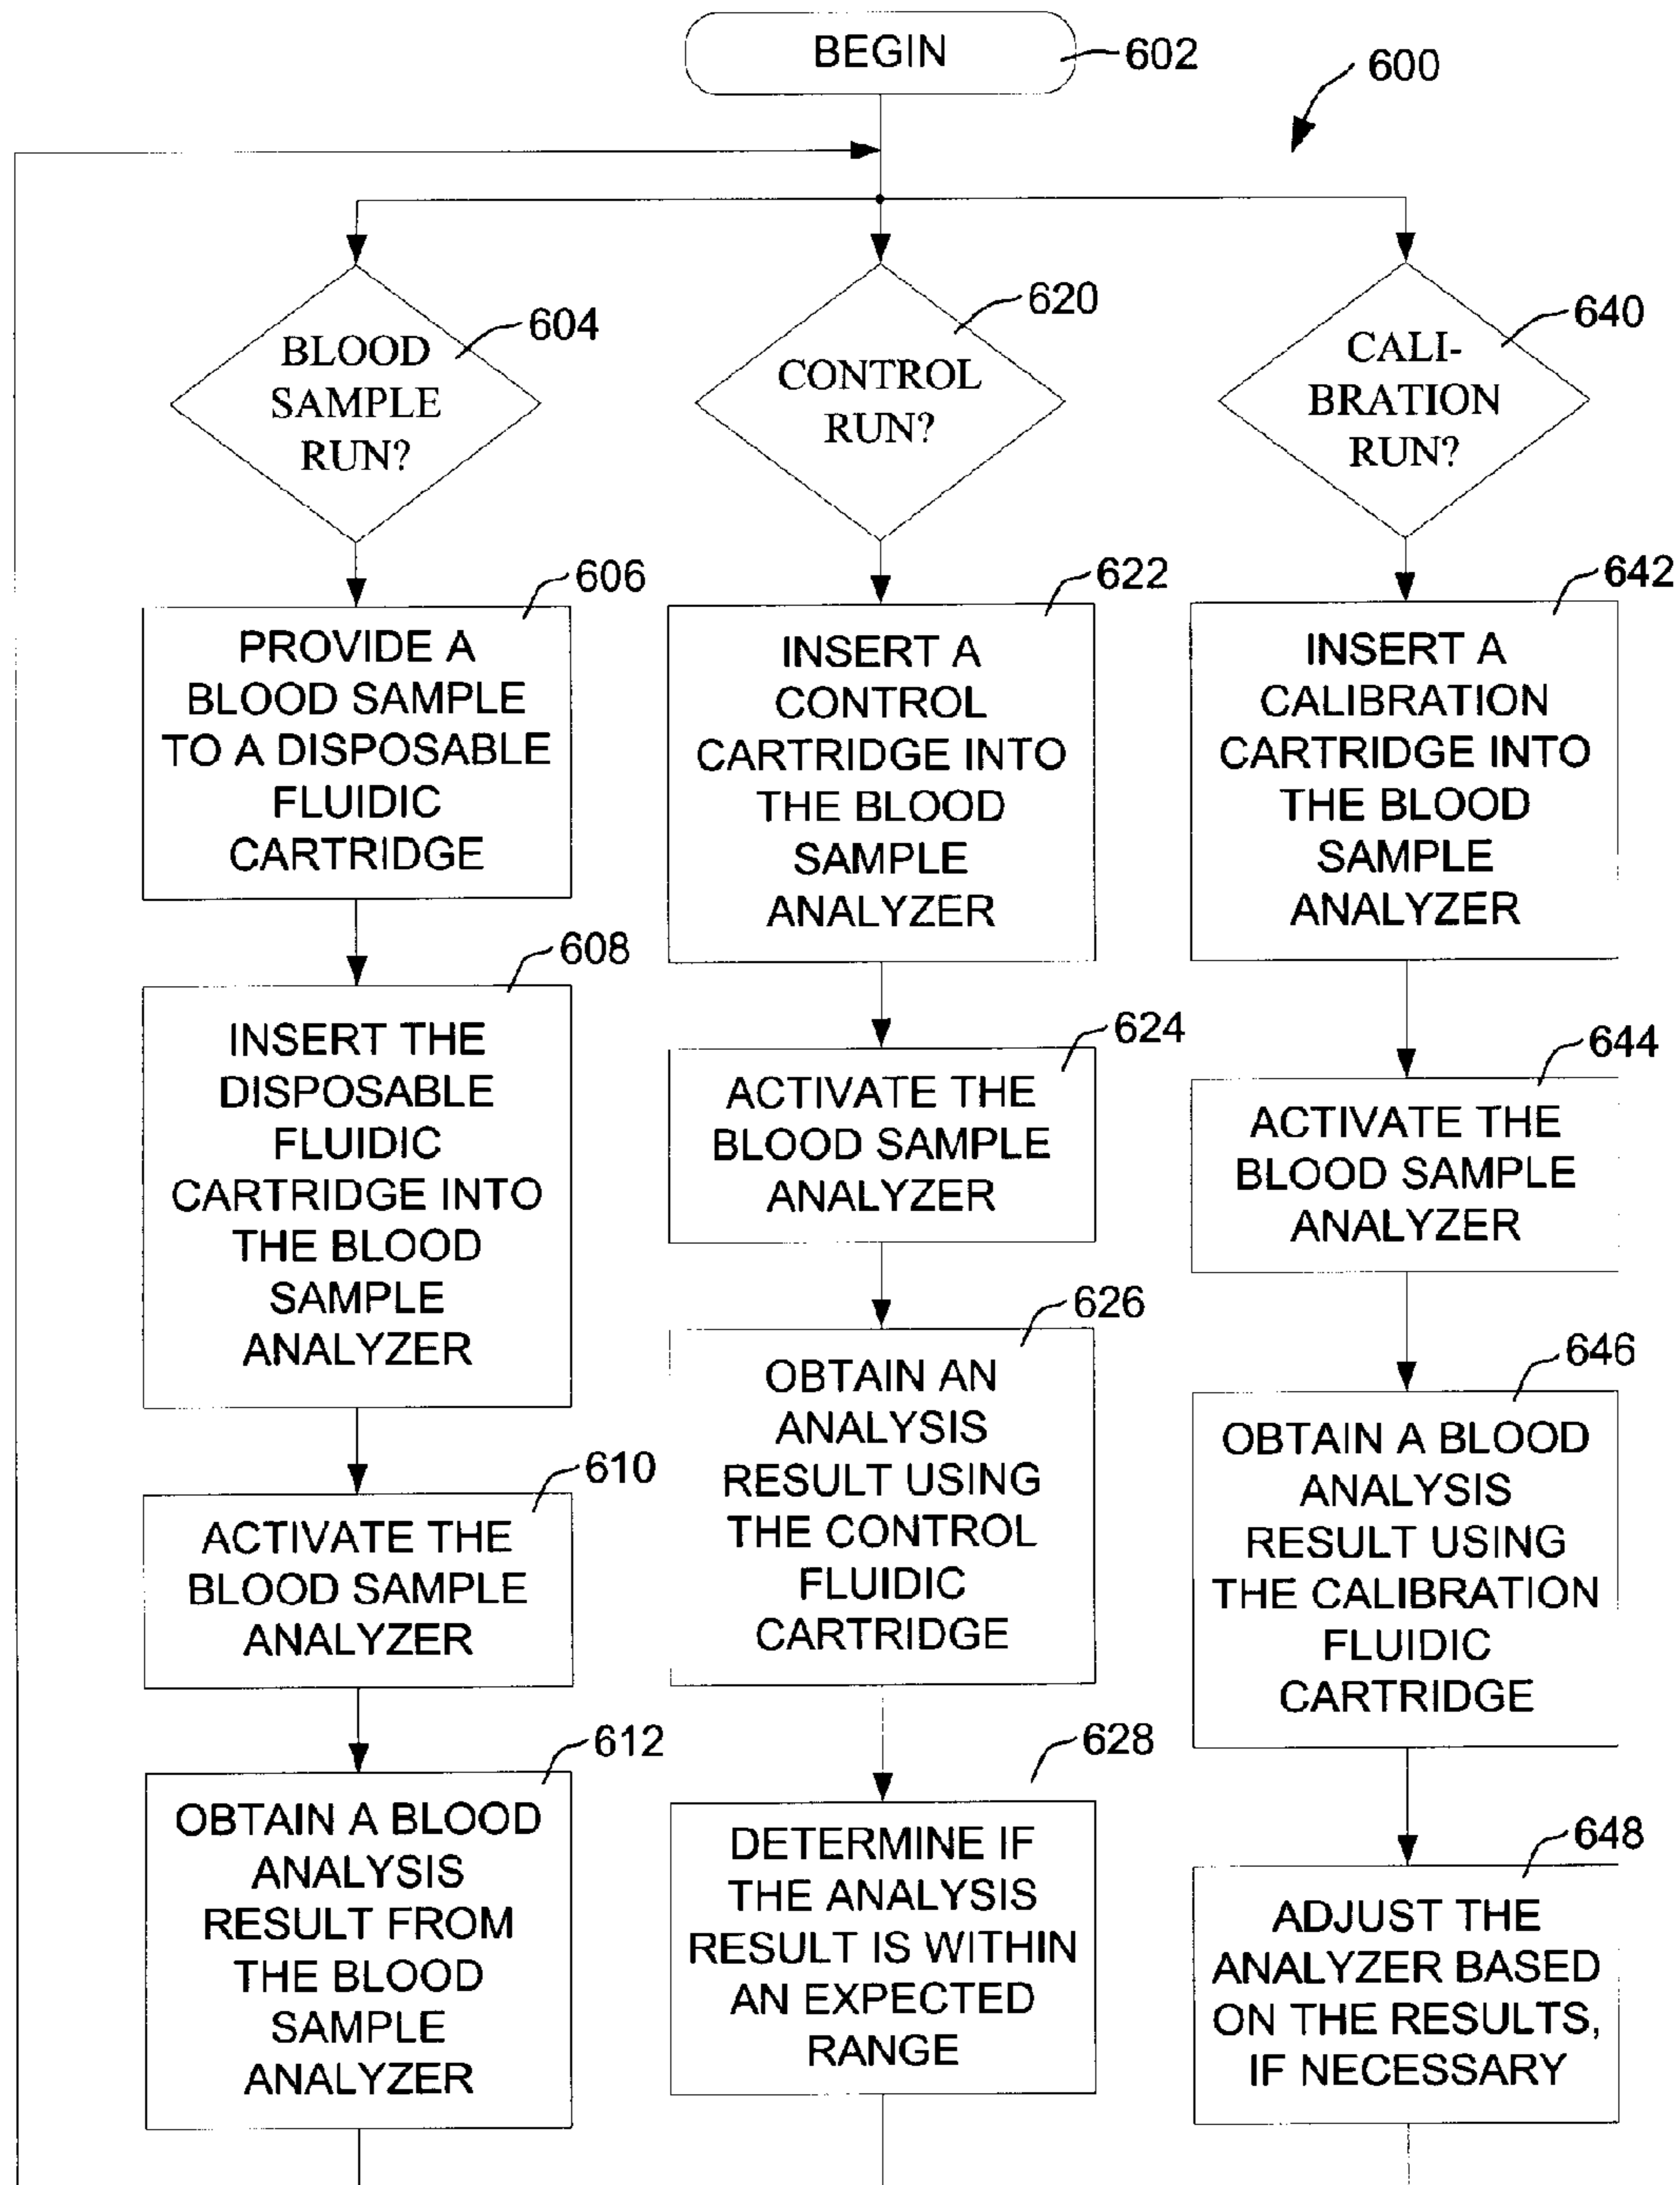 BEGIN
602
600
604
BLOOD
SAMPLE
RUN?
620
CONTROL
RUN?
640
CALI-
BRATION
RUN?
606
PROVIDE A
BLOOD SAMPLE
TO A DISPOSABLE
FLUIDIC
CARTRIDGE
608
INSERT THE
DISPOSABLE
FLUIDIC
CARTRIDGE INTO
THE BLOOD
SAMPLE
ANALYZER
610
ACTIVATE THE
BLOOD SAMPLE
ANALYZER
612
OBTAIN A BLOOD
ANALYSIS
RESULT FROM
THE BLOOD
SAMPLE
ANALYZER
622
INSERT A
CONTROL
CARTRIDGE INTO
THE BLOOD
SAMPLE
ANALYZER
624
ACTIVATE THE
BLOOD SAMPLE
ANALYZER
626
OBTAIN AN
ANALYSIS
RESULT USING
THE CONTROL
FLUIDIC
CARTRIDGE
628
DETERMINE IF
THE ANALYSIS
RESULT IS WITHIN
AN EXPECTED
RANGE
642
INSERT A
CALIBRATION
CARTRIDGE INTO
THE BLOOD
SAMPLE
ANALYZER
644
ACTIVATE THE
BLOOD SAMPLE
ANALYZER
646
OBTAIN A BLOOD
ANALYSIS
RESULT USING
THE CALIBRATION
FLUIDIC
CARTRIDGE
648
ADJUST THE
ANALYZER BASED
ON THE RESULTS,
IF NECESSARY